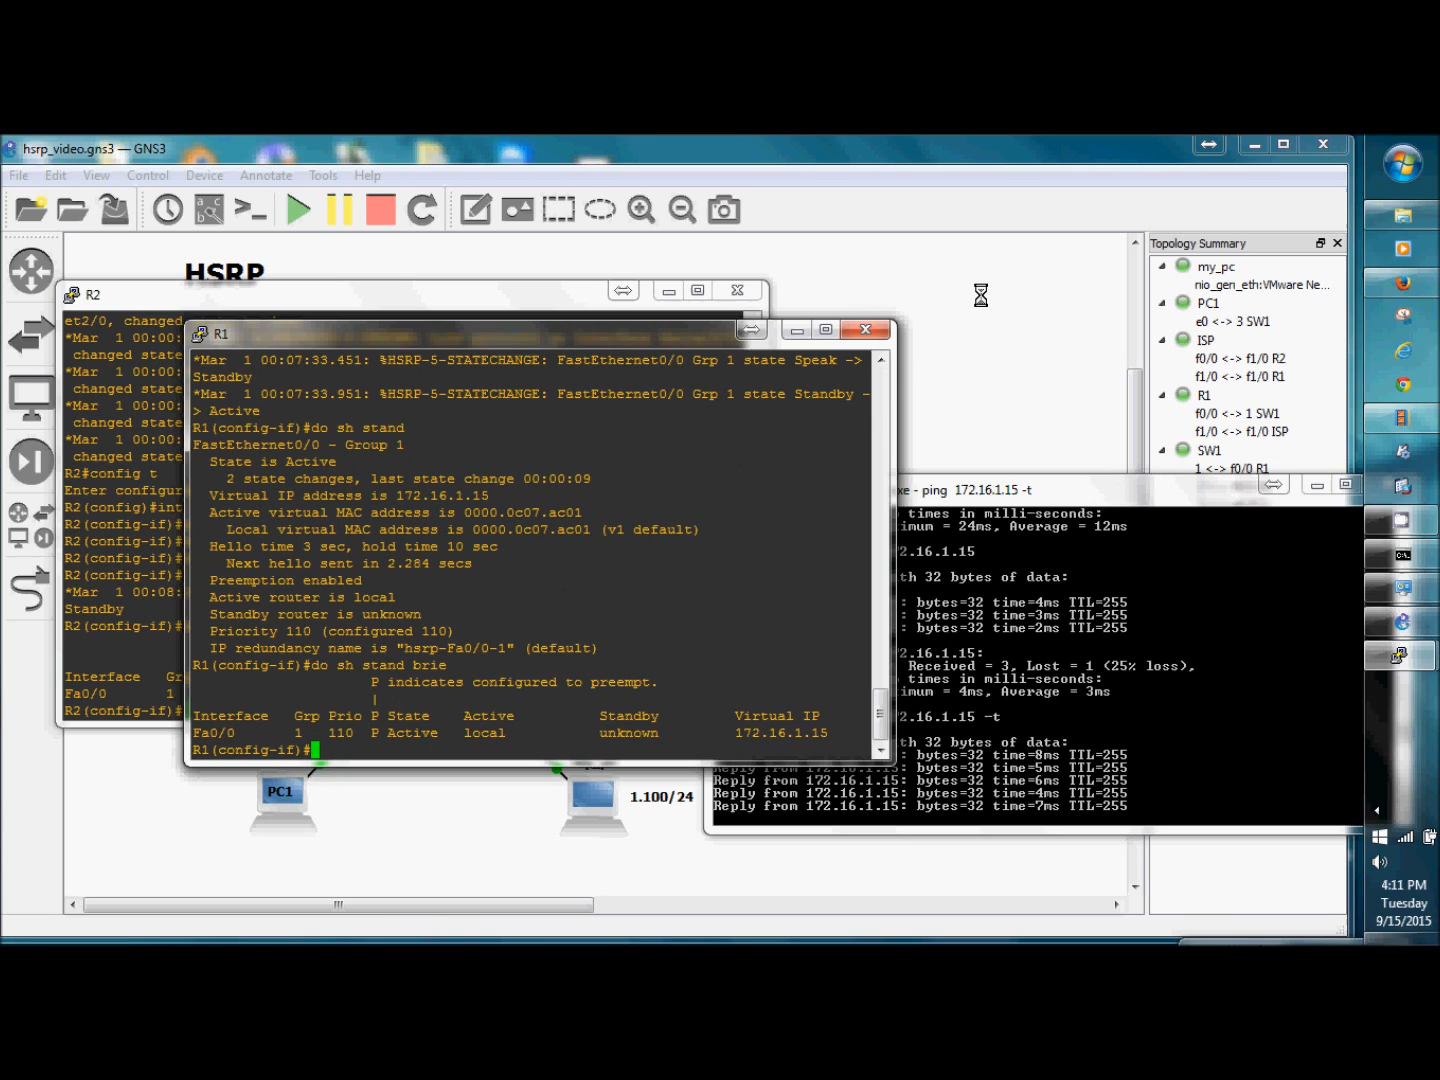 hsrp_video.gns3 — GNS3
File Edit View Control Device Annotate Tools Help
HSRP
R2
et2/0, changed
*Mar  1 00:00:
changed state
*Mar  1 00:00:
changed state
*Mar  1 00:00:
changed state
*Mar  1 00:00:
changed state
R2#config t
Enter configur
R2(config)#int
R2(config-if)#
R2(config-if)#
R2(config-if)#
R2(config-if)#
*Mar  1 00:08:
Standby
R2(config-if)#
Interface Gr
Fa0/0 1
R2(config-if)#
R1
*Mar  1 00:07:33.451: %HSRP-5-STATECHANGE: FastEthernet0/0 Grp 1 state Speak ->
Standby
*Mar  1 00:07:33.951: %HSRP-5-STATECHANGE: FastEthernet0/0 Grp 1 state Standby -
> Active
R1(config-if)#do sh stand
FastEthernet0/0 - Group 1
State is Active
2 state changes, last state change 00:00:09
Virtual IP address is 172.16.1.15
Active virtual MAC address is 0000.0c07.ac01
Local virtual MAC address is 0000.0c07.ac01 (v1 default)
Hello time 3 sec, hold time 10 sec
Next hello sent in 2.284 secs
Preemption enabled
Active router is local
Standby router is unknown
Priority 110 (configured 110)
IP redundancy name is "hsrp-Fa0/0-1" (default)
R1(config-if)#do sh stand brie
P indicates configured to preempt.
|
Interface Grp Prio P State Active Standby Virtual IP
Fa0/0 1 110 P Active local unknown 172.16.1.15
R1(config-if)#
PC1
1.100/24
xe - ping  172.16.1.15 -t
times in milli-seconds:
imum = 24ms, Average = 12ms
2.16.1.15
th 32 bytes of data:
: bytes=32 time=4ms TTL=255
: bytes=32 time=3ms TTL=255
: bytes=32 time=2ms TTL=255
2.16.1.15:
Received = 3, Lost = 1 (25% loss),
times in milli-seconds:
imum = 4ms, Average = 3ms
2.16.1.15 -t
th 32 bytes of data:
: bytes=32 time=8ms TTL=255
Reply from 172.16.1.15: bytes=32 time=5ms TTL=255
Reply from 172.16.1.15: bytes=32 time=6ms TTL=255
Reply from 172.16.1.15: bytes=32 time=4ms TTL=255
Reply from 172.16.1.15: bytes=32 time=7ms TTL=255
Topology Summary
my_pc
nio_gen_eth:VMware Ne...
PC1
e0 <-> 3 SW1
ISP
f0/0 <-> f1/0 R2
f1/0 <-> f1/0 R1
R1
f0/0 <-> 1 SW1
f1/0 <-> f1/0 ISP
SW1
1 <-> f0/0 R1
4:11 PM
Tuesday
9/15/2015